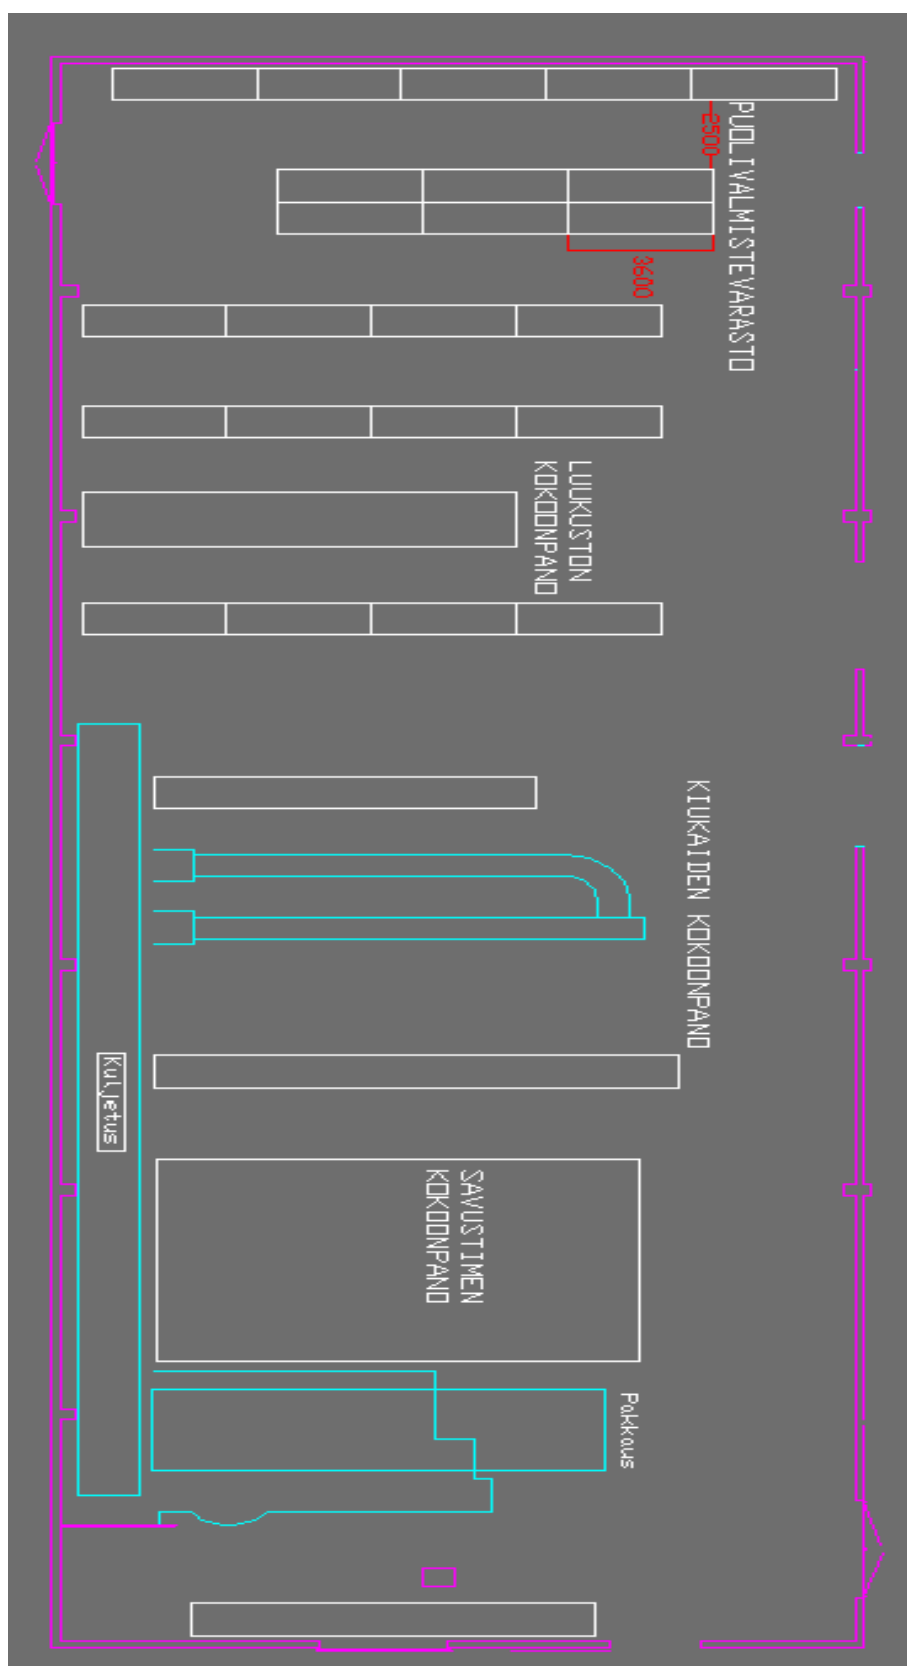 PUOLIVALMISTEVARASTO
2500
3600
LUUKUSTON
KOKOONPANO
KIUKAIDEN KOKOONPANO
Kuljetus
SAVUSTIMEN
KOKOONPANO
Pakkaus